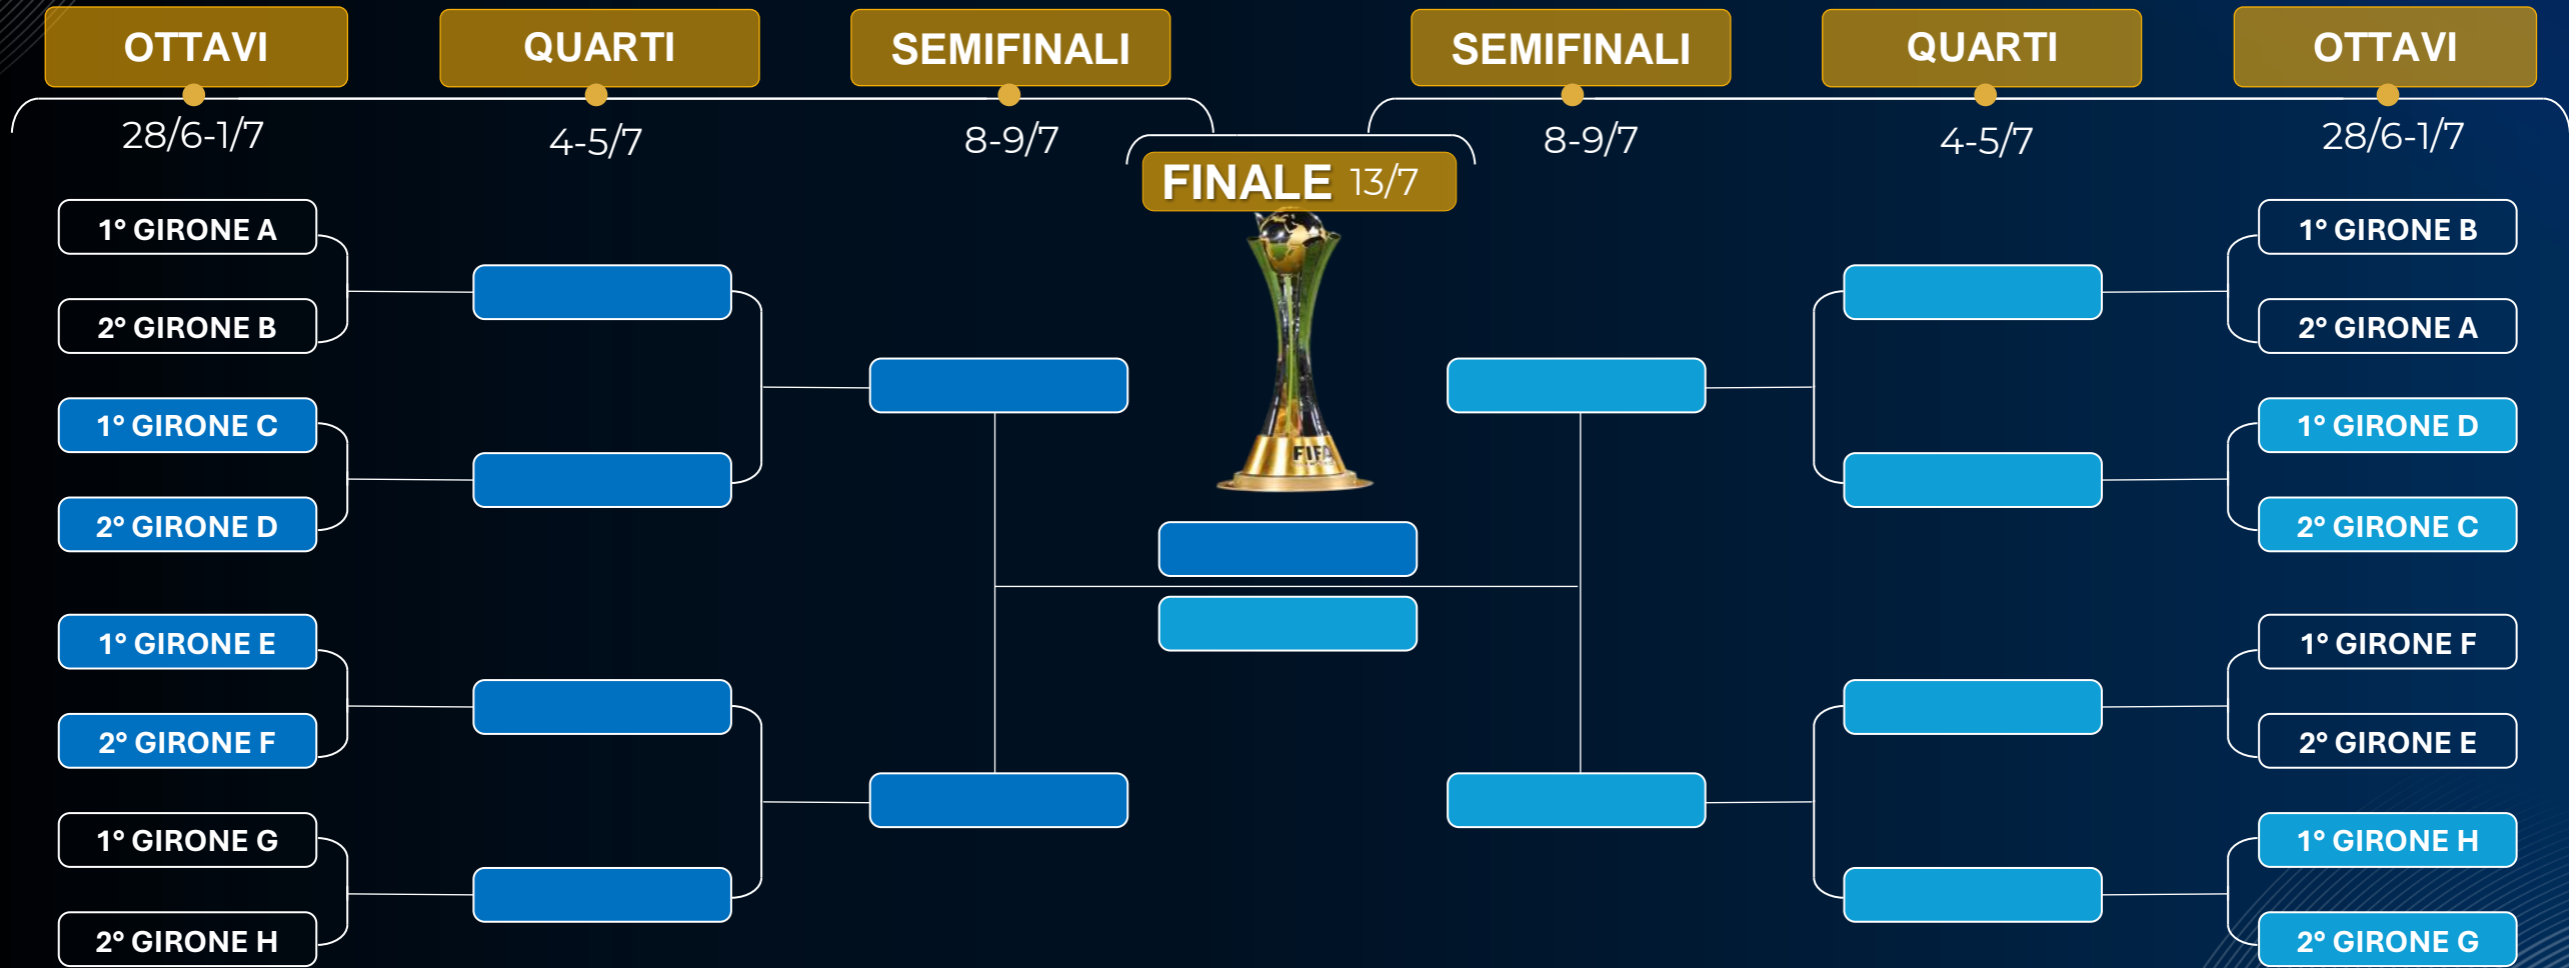 OTTAVI
QUARTI
SEMIFINALI
SEMIFINALI
QUARTI
OTTAVI
28/6-1/7
4-5/7
8-9/7
8-9/7
4-5/7
28/6-1/7
FINALE 13/7
1° GIRONE A
2° GIRONE B
1° GIRONE C
2° GIRONE D
1° GIRONE E
2° GIRONE F
1° GIRONE G
2° GIRONE H
FIFA
1° GIRONE B
2° GIRONE A
1° GIRONE D
2° GIRONE C
1° GIRONE F
2° GIRONE E
1° GIRONE H
2° GIRONE G